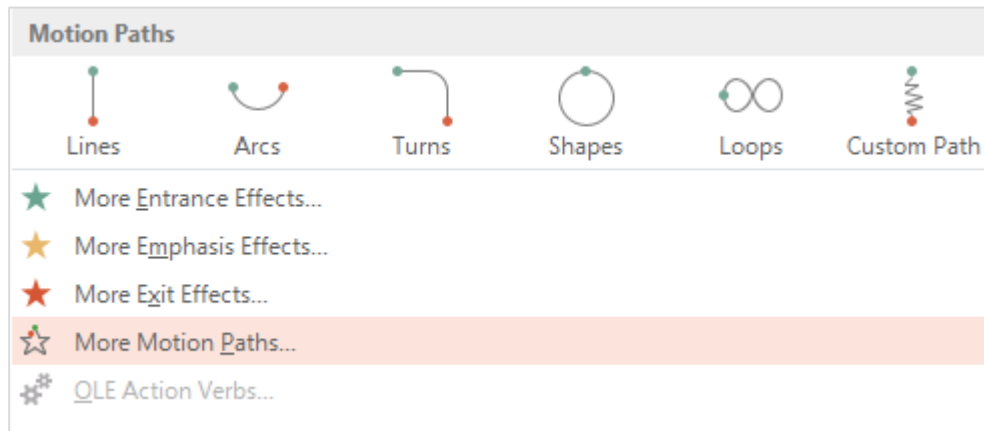 Motion Paths
Lines Arcs Turns Shapes Loops Custom Path
More Entrance Effects...
More Emphasis Effects...
More Exit Effects...
More Motion Paths...
OLE Action Verbs...